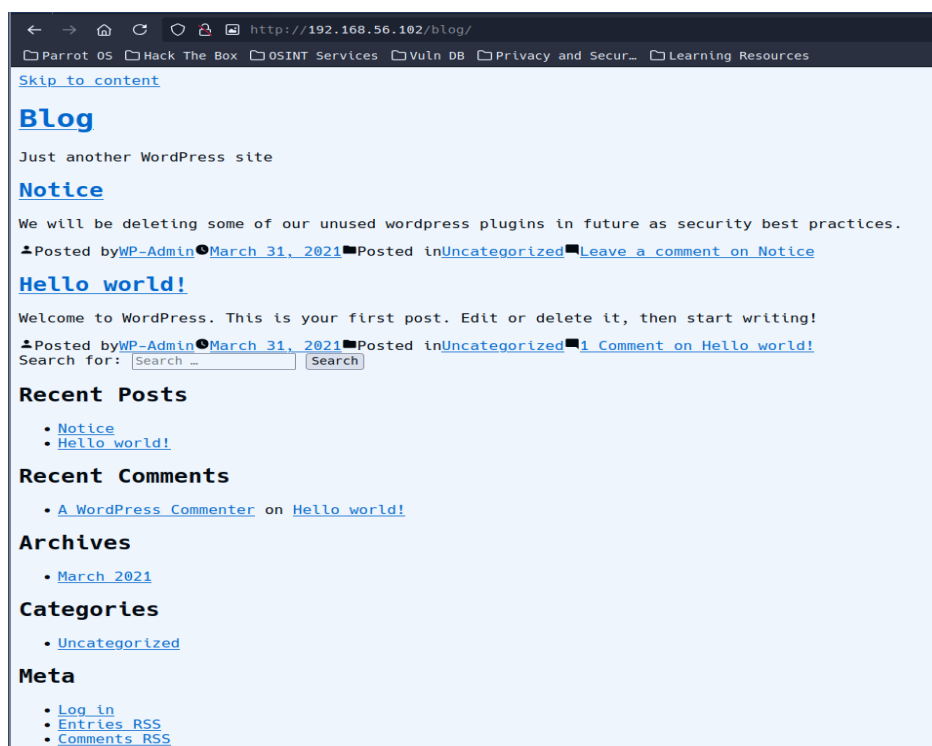 http://192.168.56.102/blog/
Parrot OS Hack The Box OSINT Services Vuln DB Privacy and Secur… Learning Resources
Skip to content
Blog
Just another WordPress site
Notice
We will be deleting some of our unused wordpress plugins in future as security best practices.
Posted byWP-AdminMarch 31, 2021Posted inUncategorizedLeave a comment on Notice
Hello world!
Welcome to WordPress. This is your first post. Edit or delete it, then start writing!
Posted byWP-AdminMarch 31, 2021Posted inUncategorized1 Comment on Hello world!
Search for: Search … Search
Recent Posts
• Notice
• Hello world!
Recent Comments
• A WordPress Commenter on Hello world!
Archives
• March 2021
Categories
• Uncategorized
Meta
• Log in
• Entries RSS
• Comments RSS